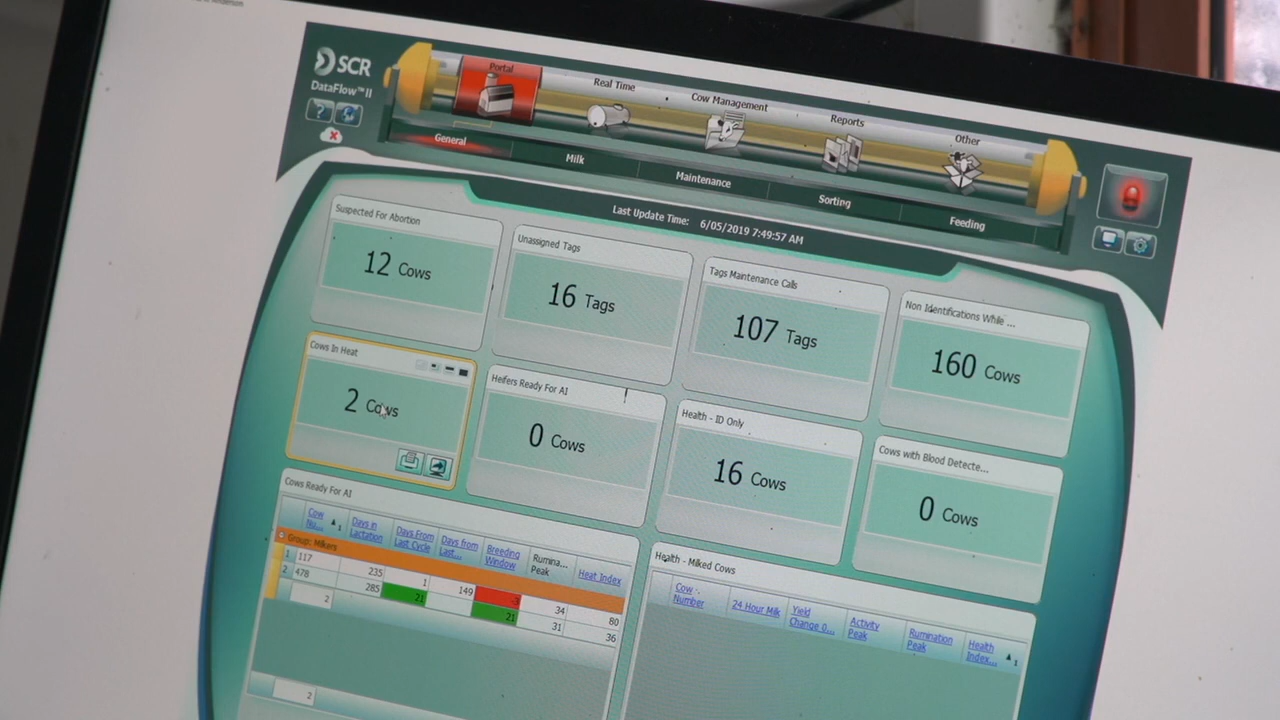 Anderson
SCR
DataFlow™ II
?
Portal
Real Time
Cow Management
Reports
Other
General
Milk
Maintenance
Sorting
Feeding
Last Update Time: 6/05/2019 7:49:57 AM
Suspected For Abortion
12 Cows
Unassigned Tags
16 Tags
Tags Maintenance Calls
107 Tags
Non Identifications While ...
160 Cows
Cows In Heat
2 Cows
Heifers Ready For AI
!
0 Cows
Health - ID Only
16 Cows
Cows with Blood Detecte...
0 Cows
Cows Ready For AI
Cow Nu... 1
Days in Lactation
Days From Last Cycle
Days from Last...
Breeding Window
Rumina... Peak
Heat Index
Group: Milkers
1 117 235 1 149 -3 34 80
2 478 285 21 21 31 36
2
2
Health - Milked Cows
Cow Number
24 Hour Milk
Yield Change 0...
Activity Peak
Rumination Peak
Health Index... 1